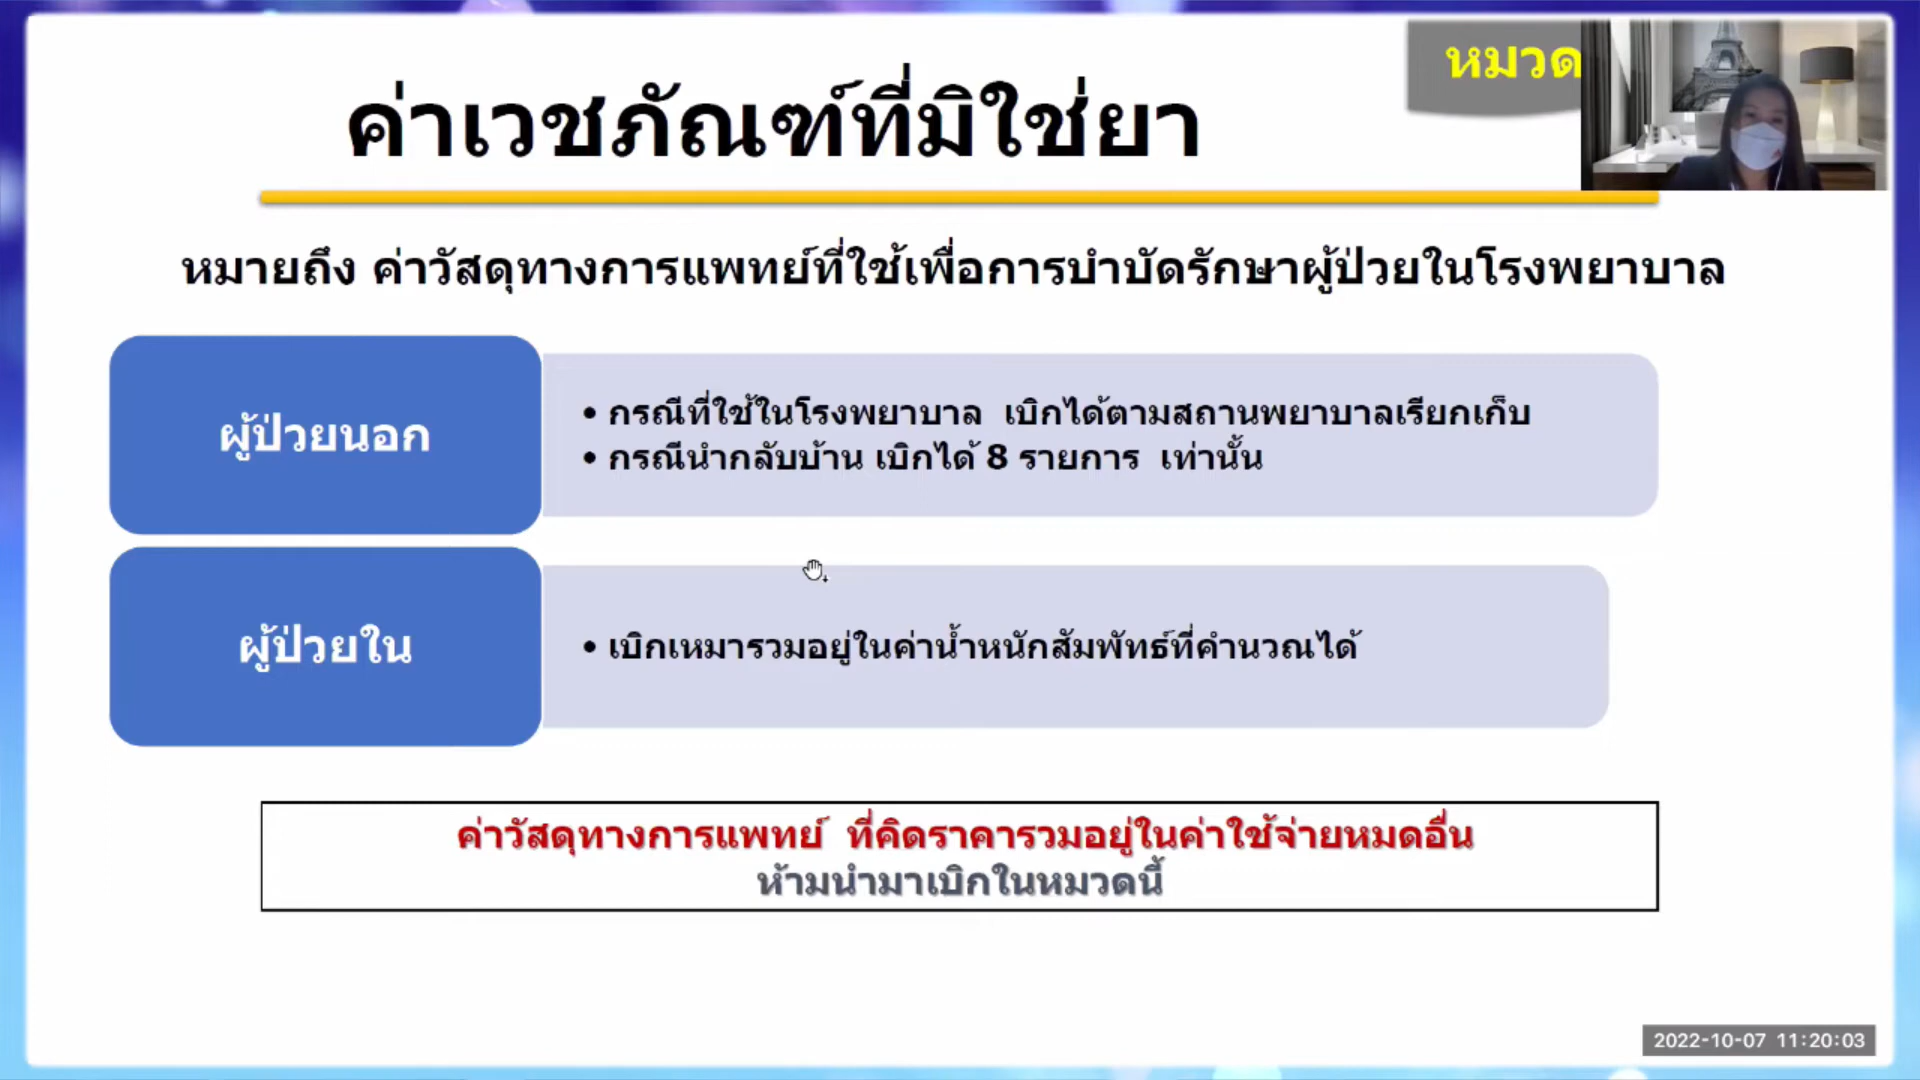 หมวด
ค่าเวชภัณฑ์ที่มิใช่ยา
หมายถึง ค่าวัสดุทางการแพทย์ที่ใช้เพื่อการบำบัดรักษาผู้ป่วยในโรงพยาบาล
ผู้ป่วยนอก
• กรณีที่ใช้ในโรงพยาบาล เบิกได้ตามสถานพยาบาลเรียกเก็บ
• กรณีนำกลับบ้าน เบิกได้ 8 รายการ เท่านั้น
ผู้ป่วยใน
• เบิกเหมารวมอยู่ในค่าน้ำหนักสัมพัทธ์ที่คำนวณได้
ค่าวัสดุทางการแพทย์ ที่คิดราคารวมอยู่ในค่าใช้จ่ายหมดอื่น
ห้ามนำมาเบิกในหมวดนี้
2022-10-07 11:20:03